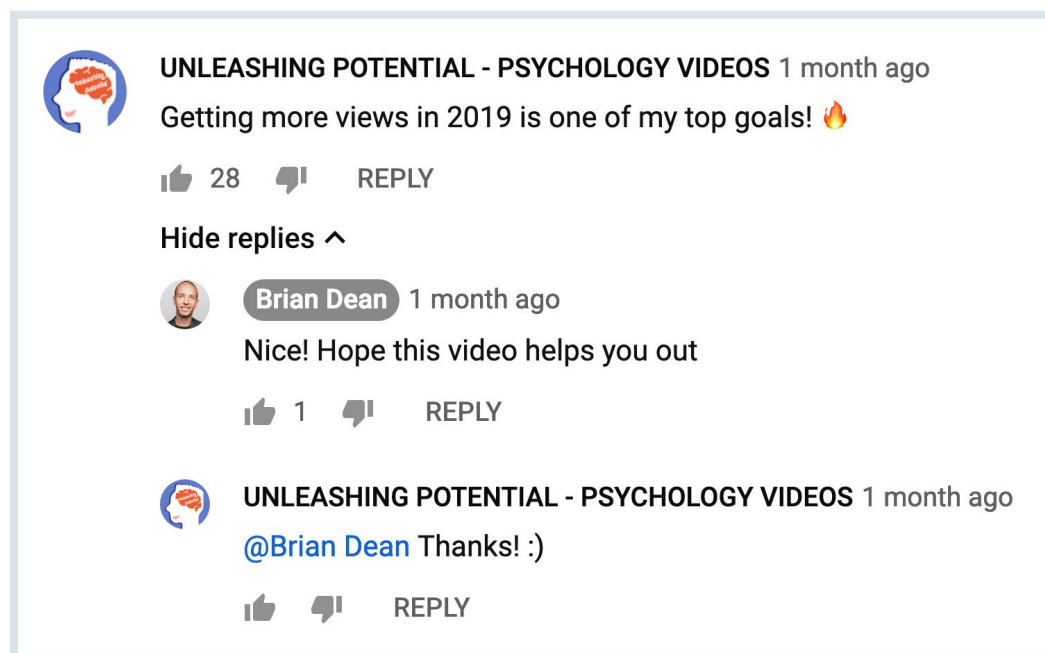 UNLEASHING POTENTIAL - PSYCHOLOGY VIDEOS 1 month ago
Getting more views in 2019 is one of my top goals! 🔥
28 REPLY
Hide replies
Brian Dean 1 month ago
Nice! Hope this video helps you out
1 REPLY
UNLEASHING POTENTIAL - PSYCHOLOGY VIDEOS 1 month ago
@Brian Dean Thanks! :)
REPLY